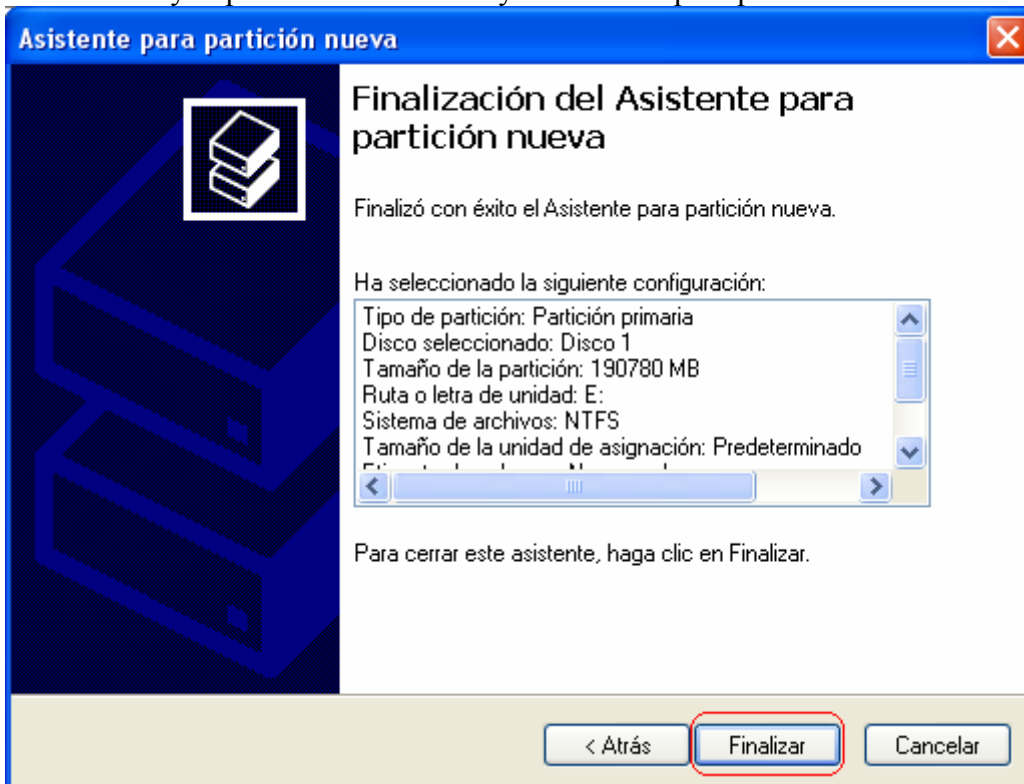 Asistente para partición nueva
Finalización del Asistente para
partición nueva
Finalizó con éxito el Asistente para partición nueva.
Ha seleccionado la siguiente configuración:
Tipo de partición: Partición primaria
Disco seleccionado: Disco 1
Tamaño de la partición: 190780 MB
Ruta o letra de unidad: E:
Sistema de archivos: NTFS
Tamaño de la unidad de asignación: Predeterminado
Para cerrar este asistente, haga clic en Finalizar.
< Atrás Finalizar Cancelar